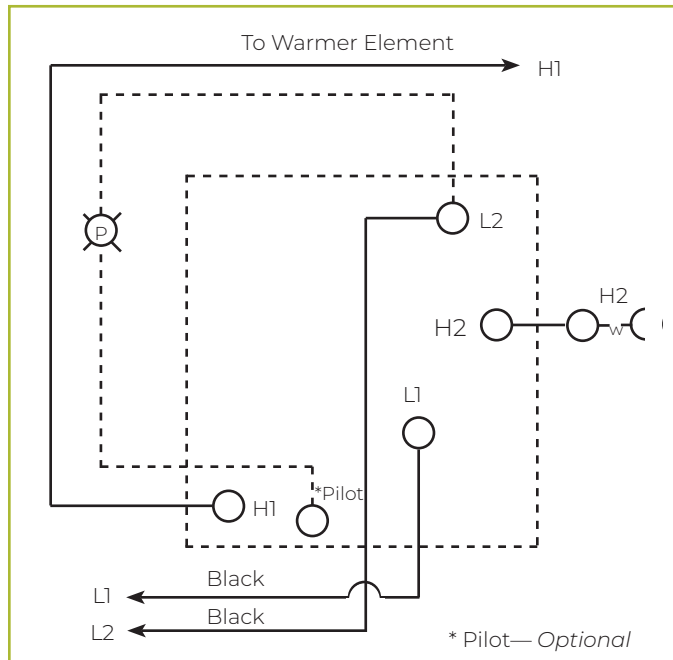 To Warmer Element
H1
P
L2
H2
H2
W
L1
*Pilot
H1
Black
L1
Black
L2
* Pilot— Optional